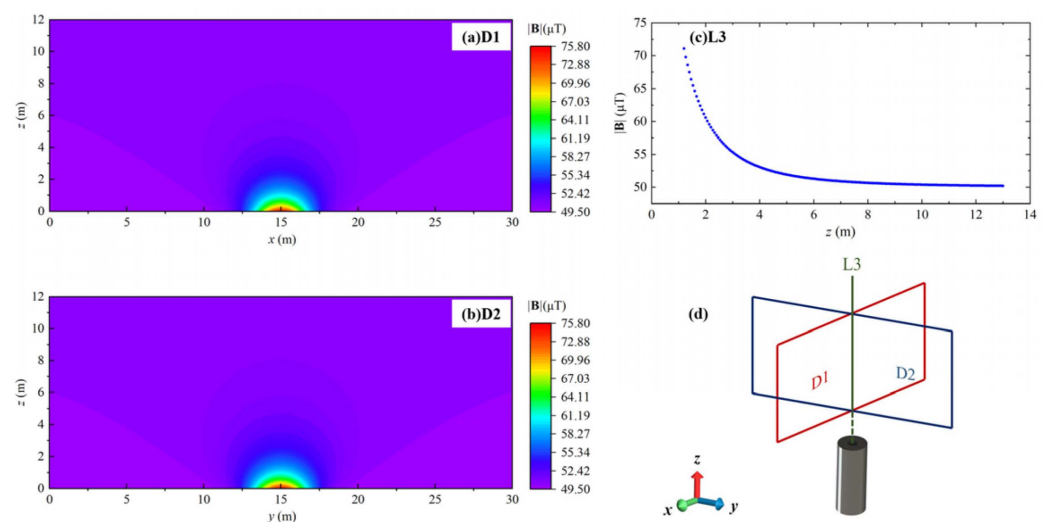 (a)D1
z (m)
12
10
8
6
4
2
0
0 5 10 15 20 25 30
x (m)
|B|(μT)
75.80
72.88
69.96
67.03
64.11
61.19
58.27
55.34
52.42
49.50
(c)L3
|B| (μT)
75
70
65
60
55
50
0 2 4 6 8 10 12 14
z (m)
(b)D2
z (m)
12
10
8
6
4
2
0
0 5 10 15 20 25 30
y (m)
|B|(μT)
75.80
72.88
69.96
67.03
64.11
61.19
58.27
55.34
52.42
49.50
(d)
L3
D1
D2
z
x
y